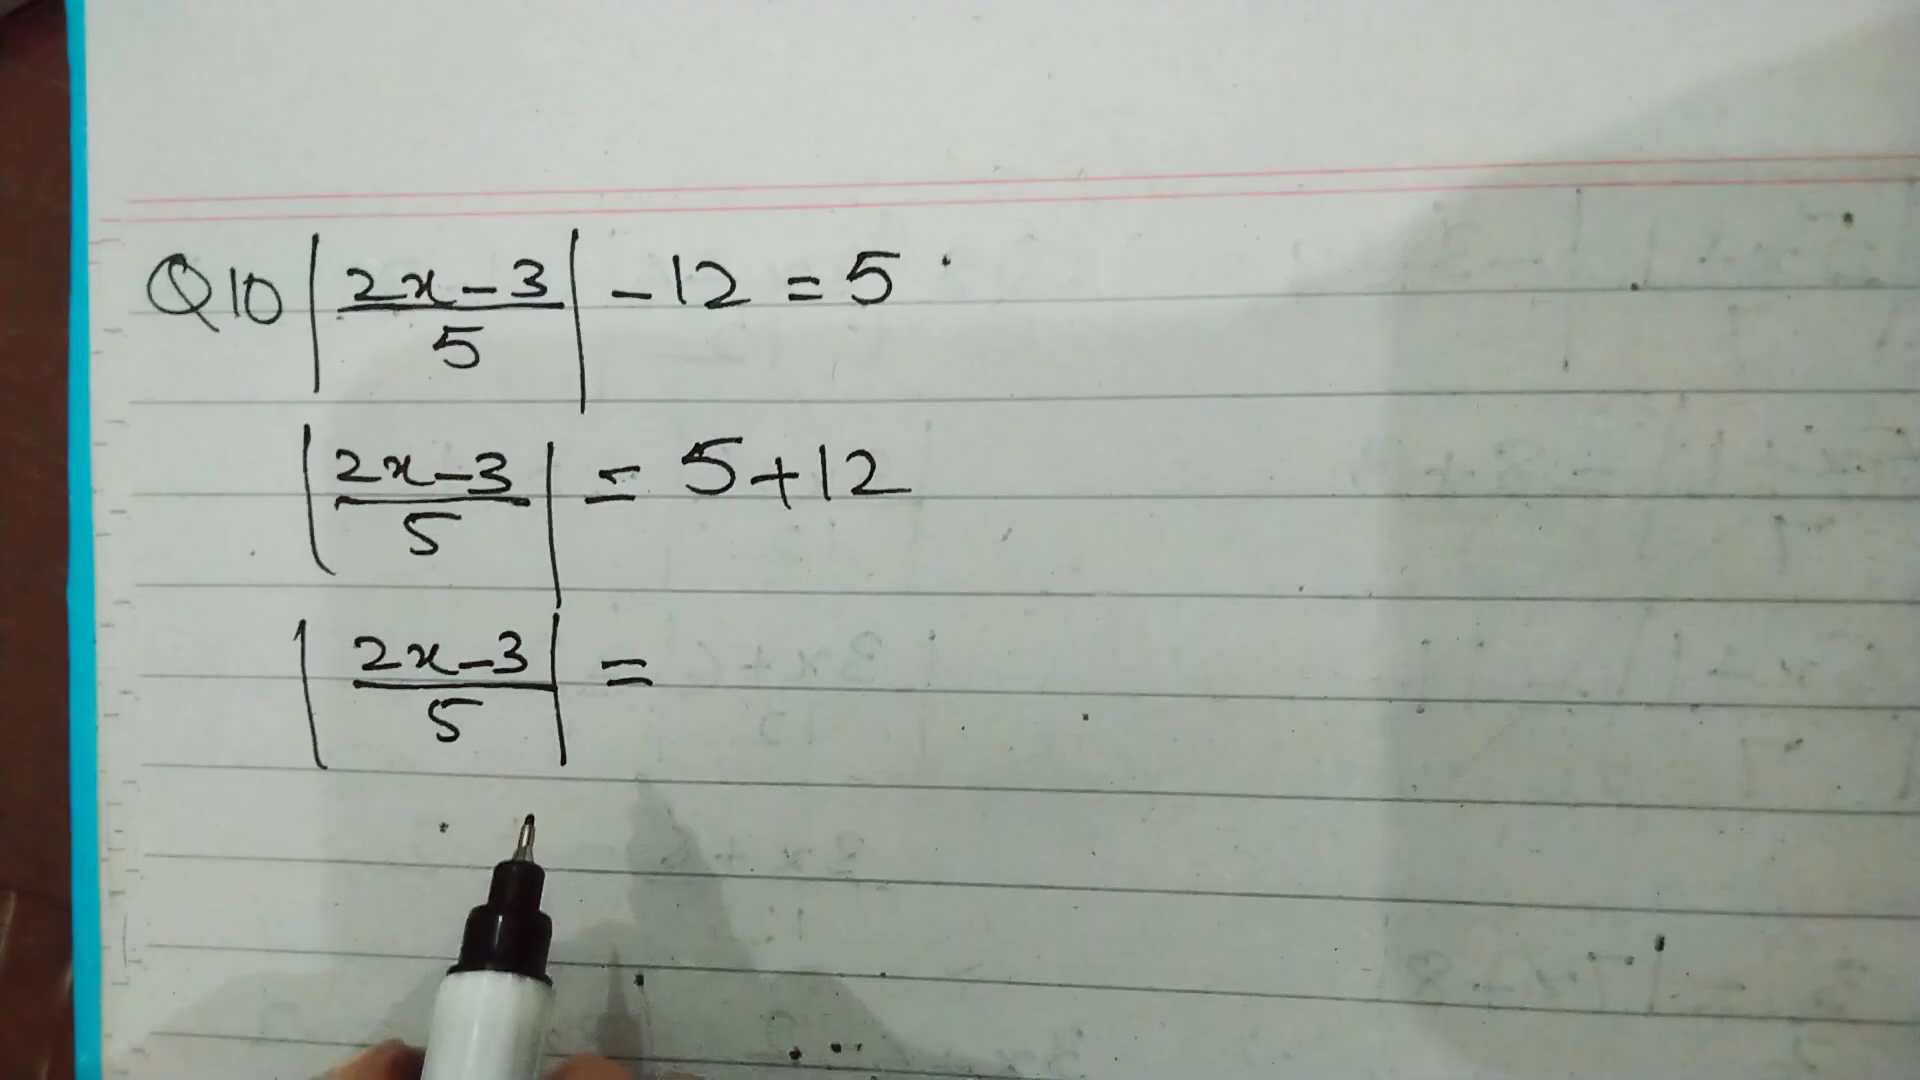 Q10 |2x-3/5| - 12 = 5
|2x-3/5| = 5+12
|2x-3/5| =